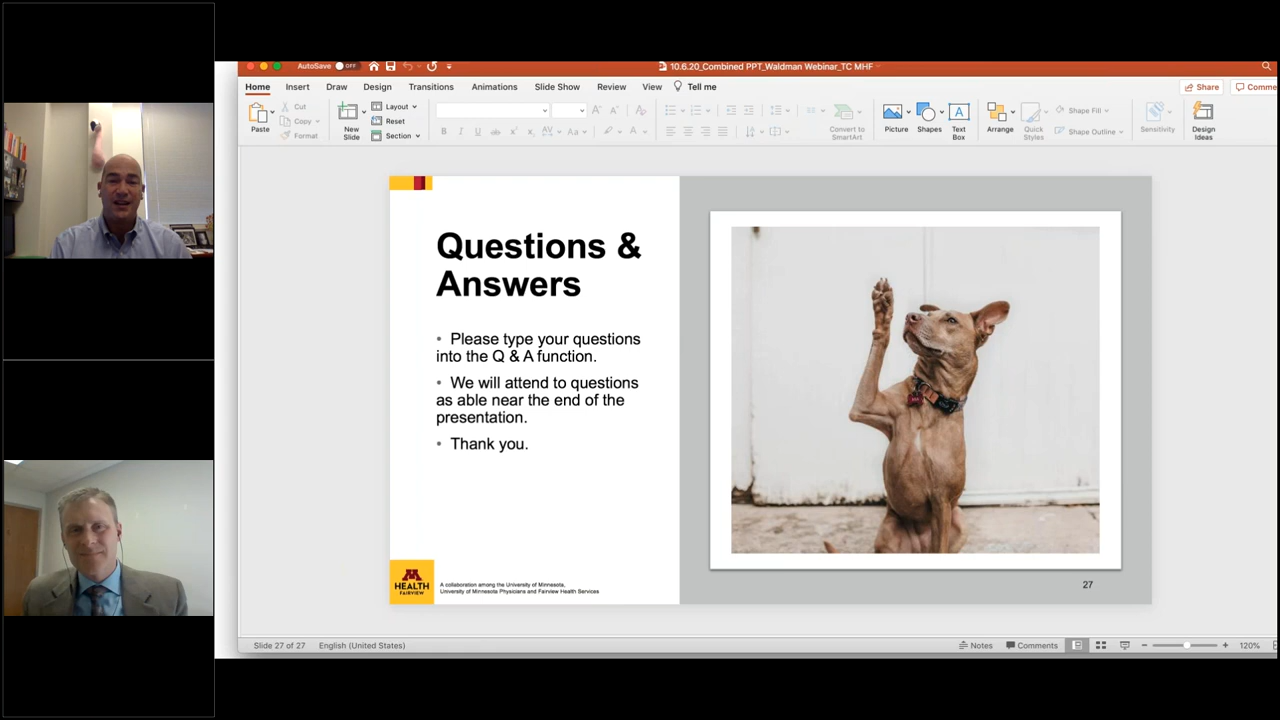 AutoSave OFF
10.6.20_Combined PPT_Waldman Webinar_TC MHF
Home Insert Draw Design Transitions Animations Slide Show Review View Tell me
Share Comme
Paste
Cut
Copy
Format
New
Slide
Layout
Reset
Section
Convert to
SmartArt
Picture
Shapes
Text
Box
Arrange
Quick
Styles
Shape Fill
Shape Outline
Sensitivity
Design
Ideas
Questions &
Answers
• Please type your questions
into the Q & A function.
• We will attend to questions
as able near the end of the
presentation.
• Thank you.
M
HEALTH
FAIRVIEW
A collaboration among the University of Minnesota,
University of Minnesota Physicians and Fairview Health Services
27
Slide 27 of 27 English (United States)
Notes Comments 120%